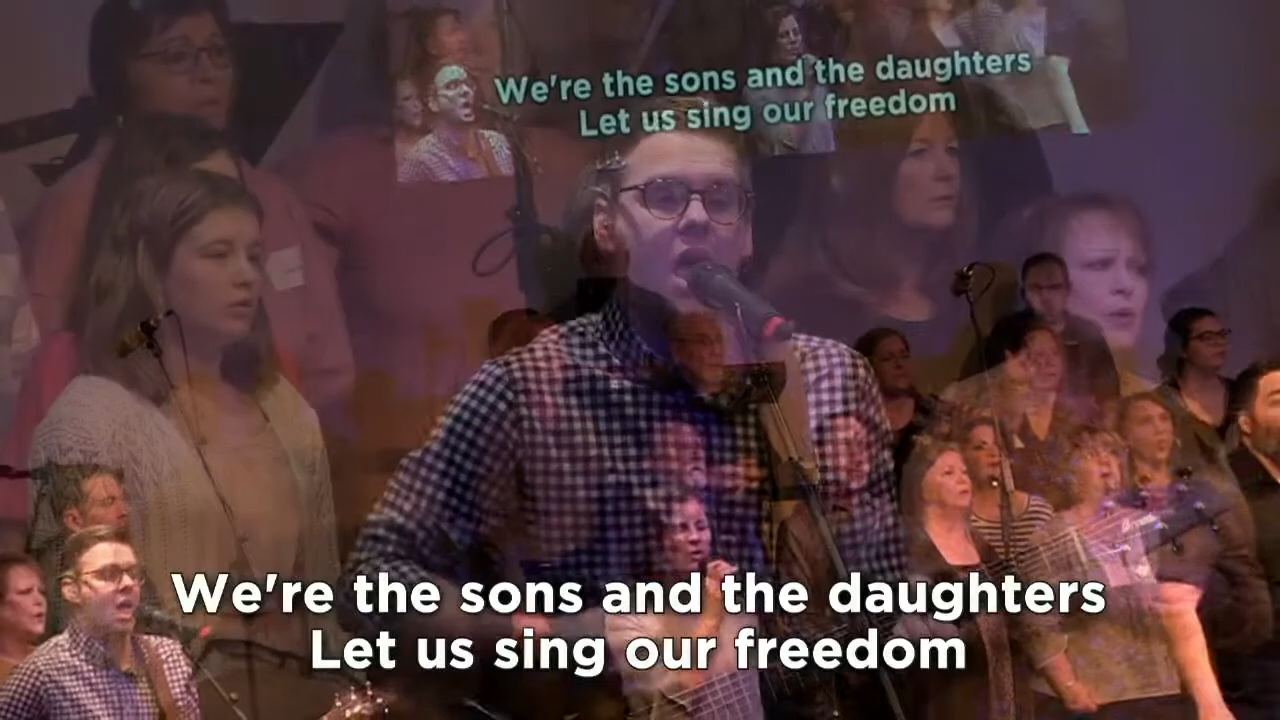 We're the sons and the daughters
Let us sing our freedom
We're the sons and the daughters
Let us sing our freedom